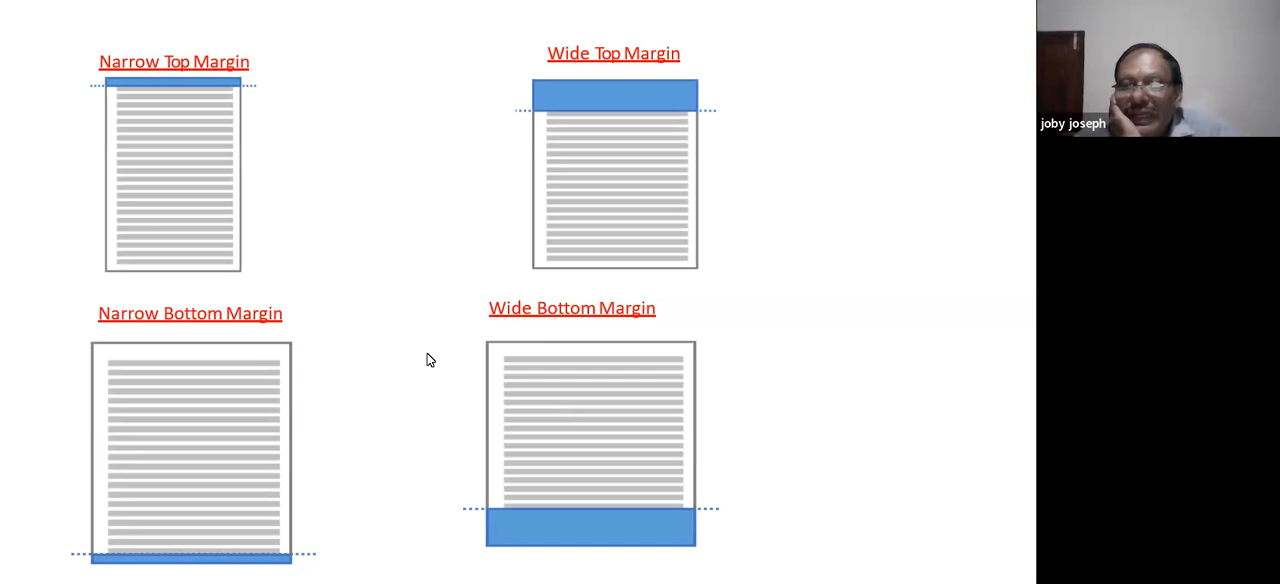 Narrow Top Margin
Wide Top Margin
joby joseph
Narrow Bottom Margin
Wide Bottom Margin